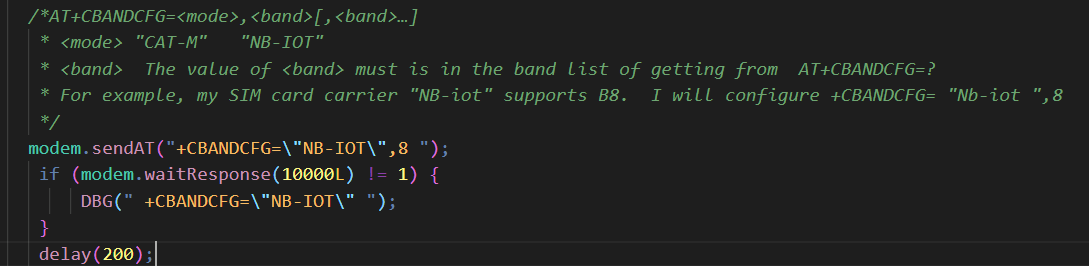 /*AT+CBANDCFG=<mode>,<band>[,<band>…]
* <mode> "CAT-M"   "NB-IOT"
* <band>  The value of <band> must is in the band list of getting from  AT+CBANDCFG=?
* For example, my SIM card carrier "NB-iot" supports B8.  I will configure +CBANDCFG= "Nb-iot ",8
*/
modem.sendAT("+CBANDCFG=\"NB-IOT\",8 ");
if (modem.waitResponse(10000L) != 1) {
DBG(" +CBANDCFG=\"NB-IOT\" ");
}
delay(200);